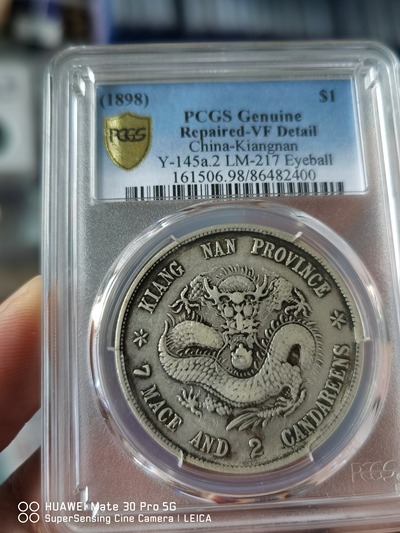 (1898) $1
PCGS Genuine
Repaired-VF Detail
China-Kiangnan
Y-145a.2 LM-217 Eyeball
161506.98/86482400
PCGS
KIANG NAN PROVINCE
7 MACE AND 2 CANDAREENS
PCGS
HUAWEI Mate 30 Pro 5G
SuperSensing Cine Camera | LEICA